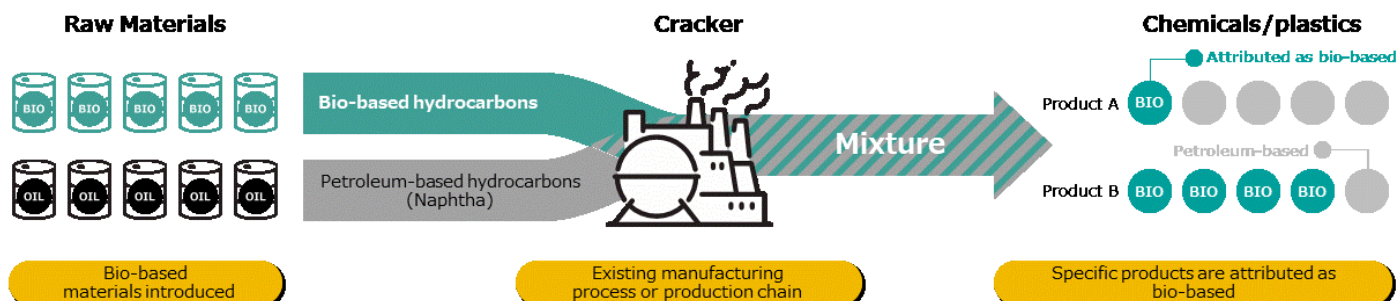 Raw Materials
Cracker
Chemicals/plastics
BIO BIO BIO BIO BIO
OIL OIL OIL OIL OIL
Bio-based hydrocarbons
Petroleum-based hydrocarbons
(Naphtha)
Mixture
Attributed as bio-based
Product A BIO
Petroleum-based
Product B BIO BIO BIO BIO
Bio-based
materials introduced
Existing manufacturing
process or production chain
Specific products are attributed as
bio-based